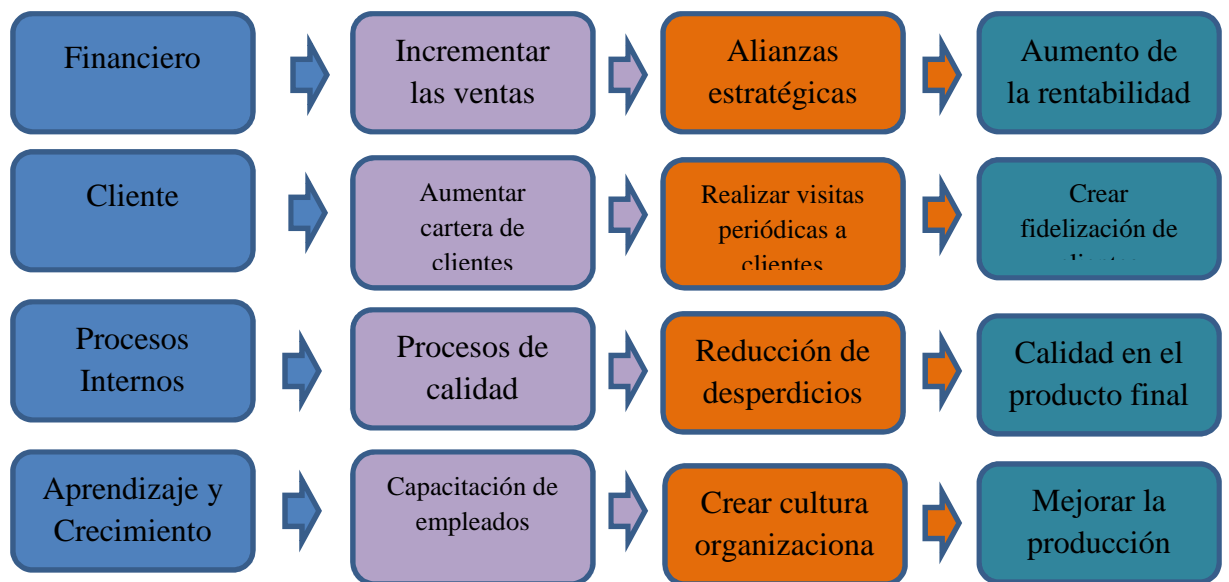 Financiero
Incrementar
las ventas
Alianzas
estratégicas
Aumento de
la rentabilidad
Cliente
Aumentar
cartera de
clientes
Realizar visitas
periódicas a
clientes
Crear
fidelización de
clientes
Procesos
Internos
Procesos de
calidad
Reducción de
desperdicios
Calidad en el
producto final
Aprendizaje y
Crecimiento
Capacitación de
empleados
Crear cultura
organizaciona
Mejorar la
producción